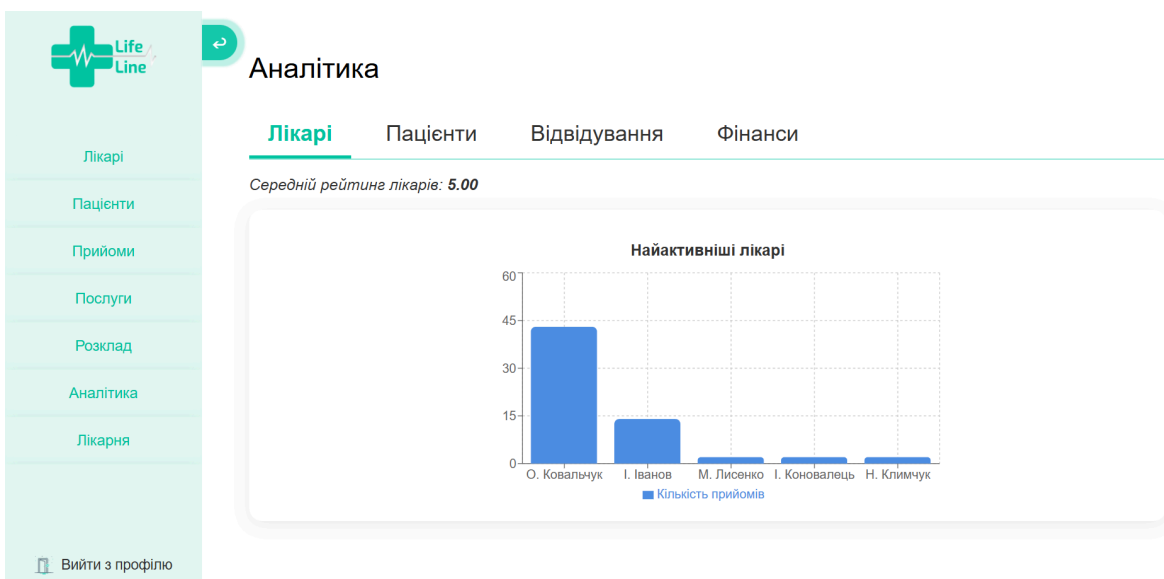 Life
Line
Лікарі
Пацієнти
Прийоми
Послуги
Розклад
Аналітика
Лікарня
Вийти з профілю
Аналітика
Лікарі Пацієнти Відвідування Фінанси
Середній рейтинг лікарів: 5.00
Найактивніші лікарі
60
45
30
15
0
О. Ковальчук І. Іванов М. Лисенко І. Коновалець Н. Климчук
Кількість прийомів